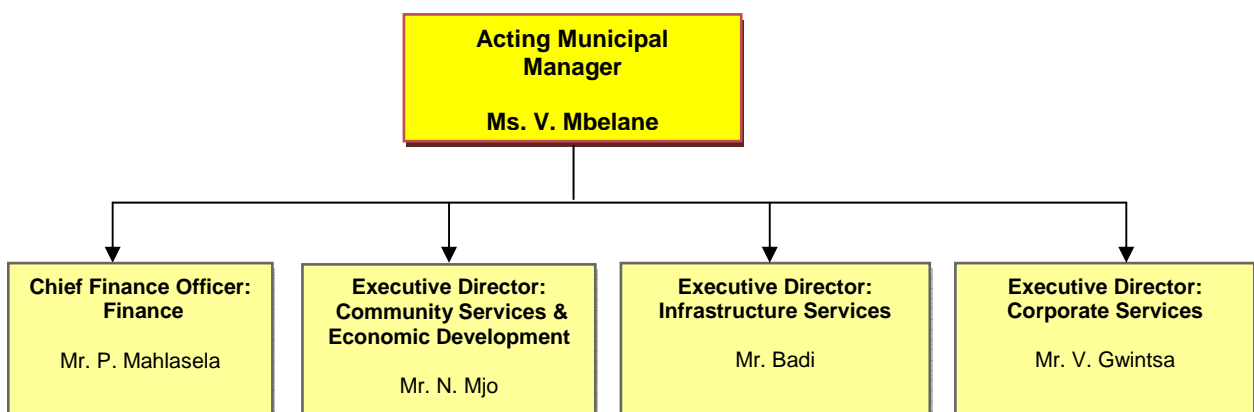 Acting Municipal
Manager
Ms. V. Mbelane
Chief Finance Officer:
Finance
Mr. P. Mahlasela
Executive Director:
Community Services &
Economic Development
Mr. N. Mjo
Executive Director:
Infrastructure Services
Mr. Badi
Executive Director:
Corporate Services
Mr. V. Gwintsa